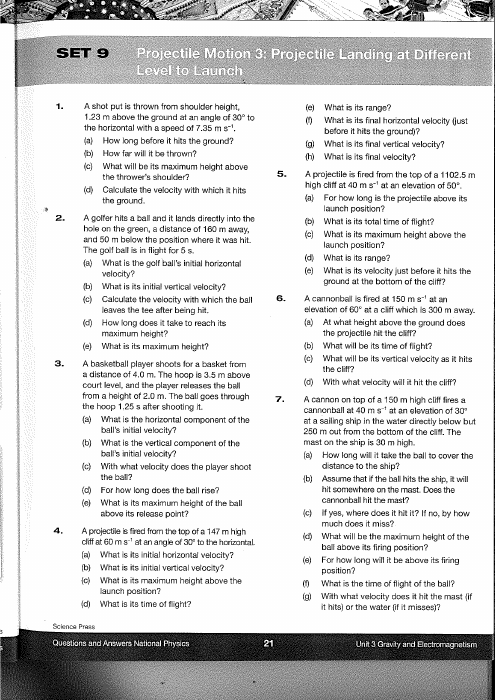 SET 9
Projectile Motion 3: Projectile Landing at Different
Level to Launch
1. A shot put is thrown from shoulder height,
1.23 m above the ground at an angle of 30° to
the horizontal with a speed of 7.35 m s⁻¹.
(a) How long before it hits the ground?
(b) How far will it be thrown?
(c) What will be its maximum height above
the thrower's shoulder?
(d) Calculate the velocity with which it hits
the ground.
2. A golfer hits a ball and it lands directly into the
hole on the green, a distance of 160 m away,
and 50 m below the position where it was hit.
The golf ball is in flight for 5 s.
(a) What is the golf ball's initial horizontal
velocity?
(b) What is its initial vertical velocity?
(c) Calculate the velocity with which the ball
leaves the tee after being hit.
(d) How long does it take to reach its
maximum height?
(e) What is its maximum height?
3. A basketball player shoots for a basket from
a distance of 4.0 m. The hoop is 3.5 m above
court level, and the player releases the ball
from a height of 2.0 m. The ball goes through
the hoop 1.25 s after shooting it.
(a) What is the horizontal component of the
ball's initial velocity?
(b) What is the vertical component of the
ball's initial velocity?
(c) With what velocity does the player shoot
the ball?
(d) For how long does the ball rise?
(e) What is the maximum height of the ball
above its release point?
4. A projectile is fired from the top of a 147 m high
cliff at 60 m s⁻¹ at an angle of 30° to the horizontal.
(a) What is its initial horizontal velocity?
(b) What is its initial vertical velocity?
(c) What is its maximum height above the
launch position?
(d) What is its time of flight?
(e) What is its range?
(f) What is its final horizontal velocity (just
before it hits the ground)?
(g) What is its final vertical velocity?
(h) What is its final velocity?
5. A projectile is fired from the top of a 1102.5 m
high cliff at 40 m s⁻¹ at an elevation of 50°.
(a) For how long is the projectile above its
launch position?
(b) What is its total time of flight?
(c) What is its maximum height above the
launch position?
(d) What is its range?
(e) What is its velocity just before it hits the
ground at the bottom of the cliff?
6. A cannonball is fired at 150 m s⁻¹ at an
elevation of 60° at a cliff which is 300 m away.
(a) At what height above the ground does
the projectile hit the cliff?
(b) What will be its time of flight?
(c) What will be its vertical velocity as it hits
the cliff?
(d) With what velocity will it hit the cliff?
7. A cannon on top of a 150 m high cliff fires a
cannonball at 40 m s⁻¹ at an elevation of 30°
at a sailing ship in the water directly below but
250 m out from the bottom of the cliff. The
mast on the ship is 30 m high.
(a) How long will it take the ball to cover the
distance to the ship?
(b) Assume that if the ball hits the ship, it will
hit somewhere on the mast. Does the
cannonball hit the mast?
(c) If yes, where does it hit it? If no, by how
much does it miss?
(d) What will be the maximum height of the
ball above its firing position?
(e) For how long will it be above its firing
position?
(f) What is the time of flight of the ball?
(g) With what velocity does it hit the mast (if
it hits) or the water (if it misses)?
Science Press
Questions and Answers National Physics
21
Unit 3 Gravity and Electromagnetism